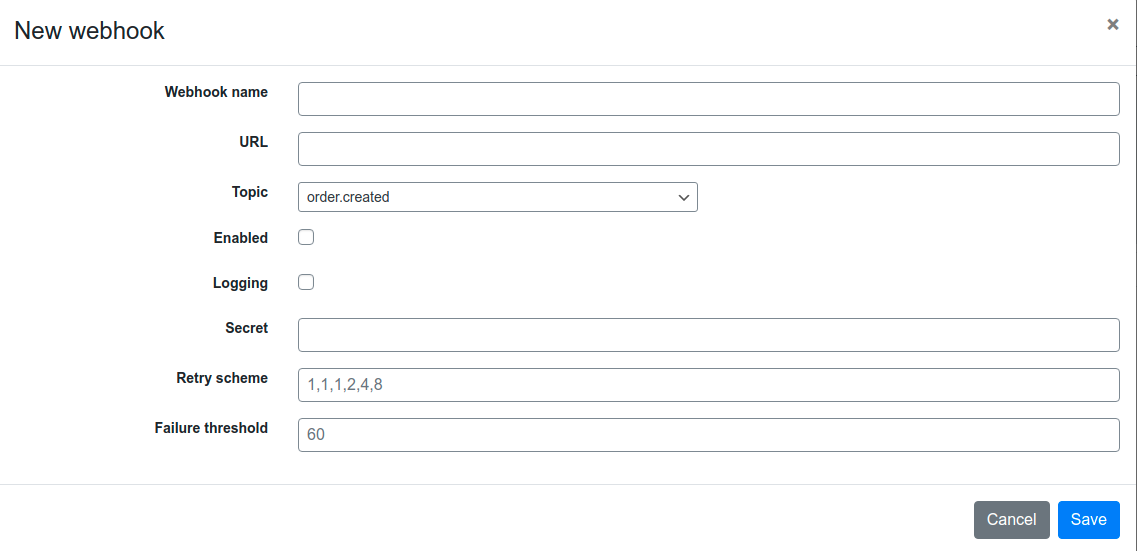 New webhook
×
Webhook name
URL
Topic order.created
Enabled
Logging
Secret
Retry scheme 1,1,1,2,4,8
Failure threshold 60
Cancel Save